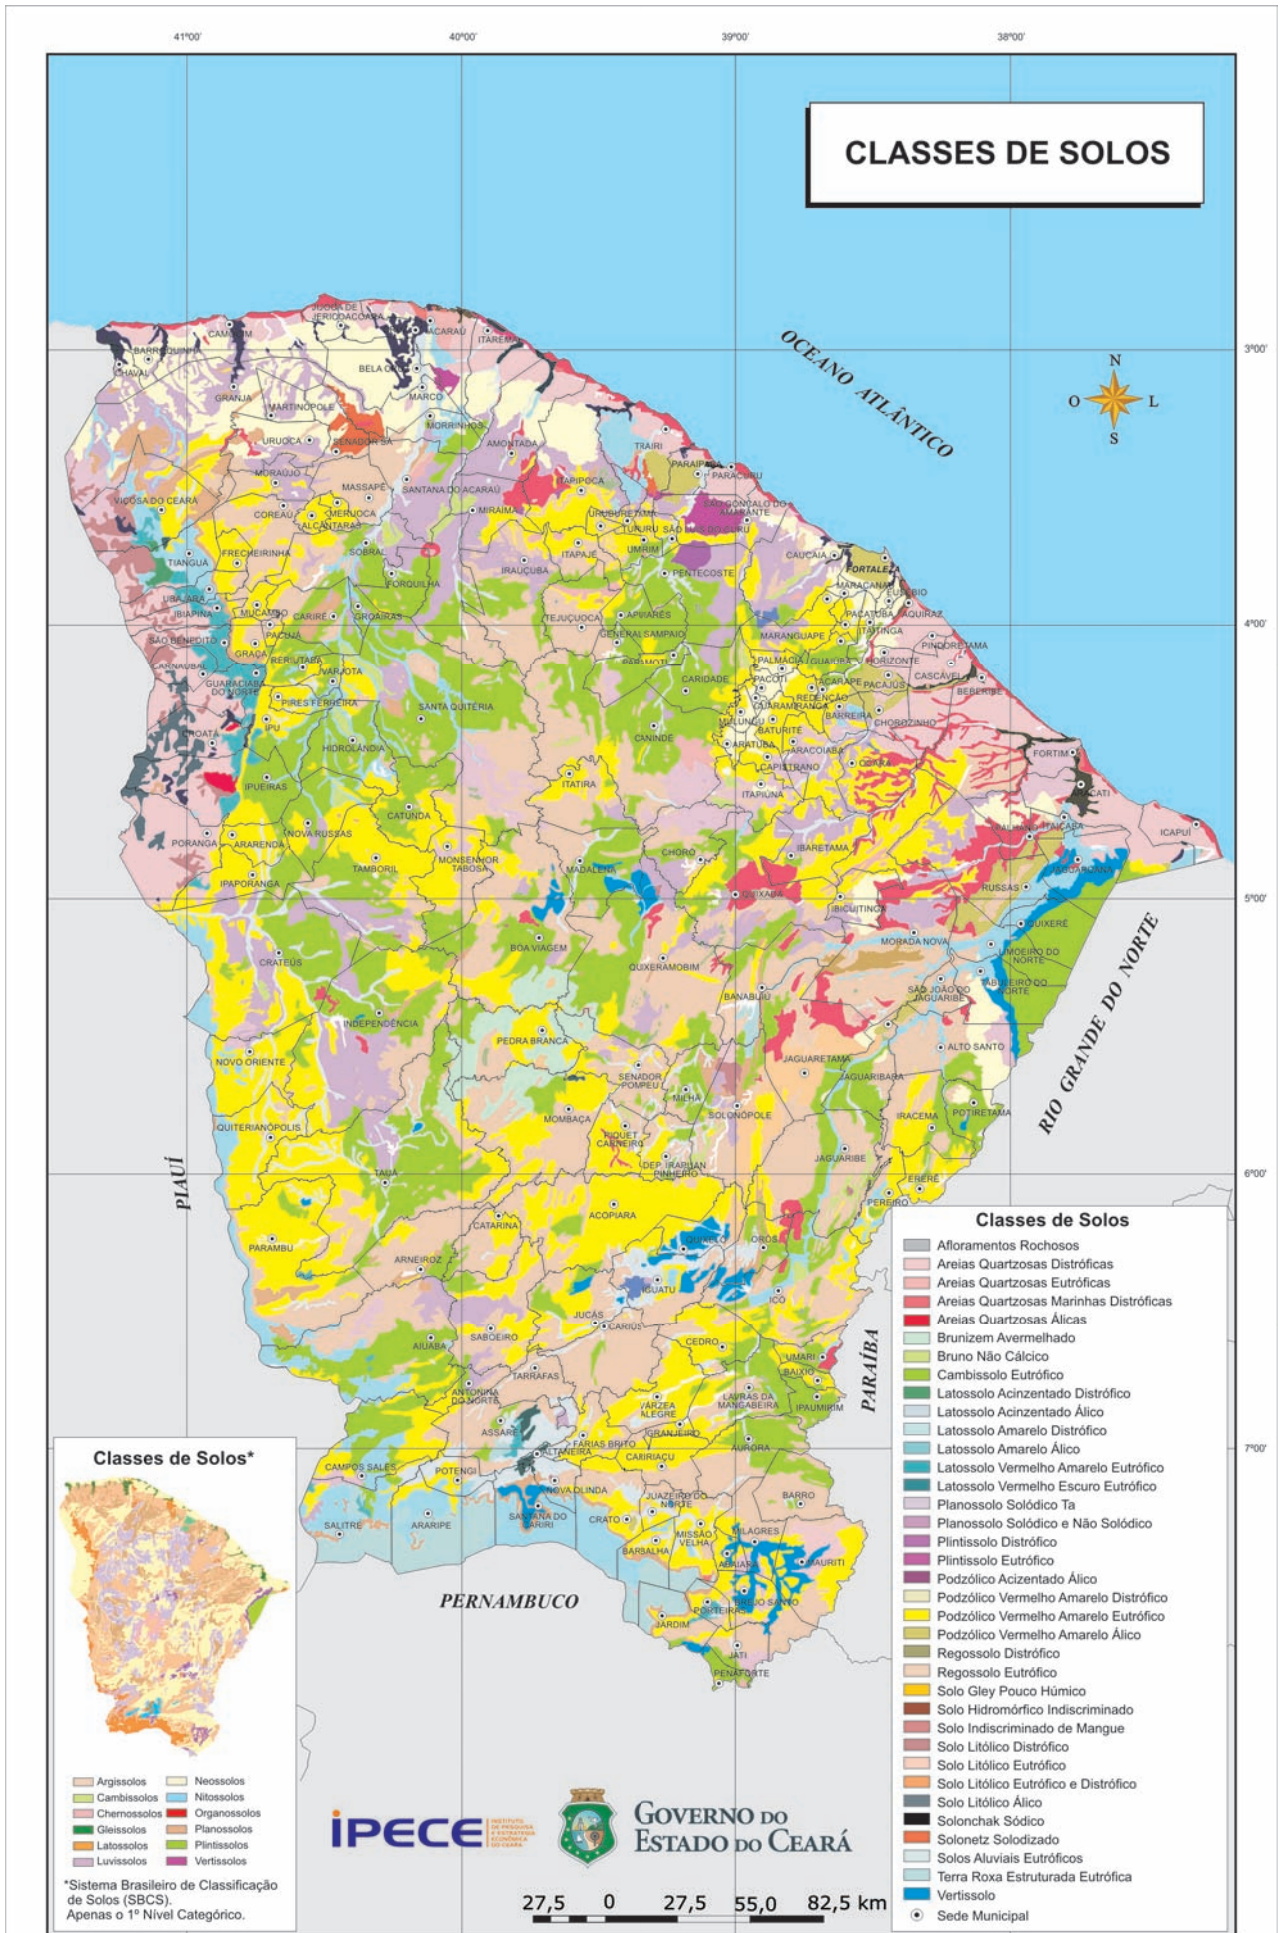 41°00' 40°00' 39°00' 38°00'
CLASSES DE SOLOS
OCEANO ATLÂNTICO
N
O L
S
3°00'
4°00'
5°00'
6°00'
7°00'
RIO GRANDE DO NORTE
PIAUÍ
PARAÍBA
PERNAMBUCO
JIJOCA DE
JERICOACOARA
CAMOCIM
ACARAÚ
ITAREMA
BARROQUINHA
CHAVAL
BELA CRUZ
GRANJA
MARCO
MARTINÓPOLE
MORRINHOS
URUOCA
SENADOR SÁ
AMONTADA
TRAIRI
PARAIPABA
PARACURU
MORAÚJO
MASSAPÊ
SANTANA DO ACARAÚ
ITAPIPOCA
VIÇOSA DO CEARÁ
COREAÚ
MERUOCA
ALCÂNTARAS
MIRAÍMA
URUBURETAMA
TURURU
SÃO LUIS DO CURU
SÃO GONÇALO DO
AMARANTE
TIANGUÁ
FRECHEIRINHA
SOBRAL
IRAUÇUBA
ITAPAJÉ
UMIRIM
PENTECOSTE
CAUCAIA
FORTALEZA
MARACANAÚ
EUSÉBIO
UBAJARA
IBIAPINA
FORQUILHA
MUCAMBO
CARIRÉ
GROAÍRAS
TEJUÇUOCA
APUIARÉS
GENERAL SAMPAIO
MARANGUAPE
PACATUBA
AQUIRAZ
ITAITINGA
SÃO BENEDITO
PACUJÁ
GRAÇA
RERIUTABA
VARJOTA
PARAMOTI
CARIDADE
PALMÁCIA
GUAIÚBA
HORIZONTE
PINDORETAMA
CASCAVEL
BEBERIBE
CARNAUBAL
GUARACIABA
DO NORTE
PIRES FERREIRA
SANTA QUITÉRIA
PACOTI
ACARAPE
PACAJÚS
REDENÇÃO
GUARAMIRANGA
MULUNGU
BARREIRA
CHOROZINHO
BATURITÉ
IPU
CROATÁ
HIDROLÂNDIA
CANINDÉ
ARATUBA
ARACOIABA
CAPISTRANO
OCARA
FORTIM
ARACATI
IPUEIRAS
ITATIRA
ITAPIÚNA
CATUNDA
NOVA RUSSAS
PORANGA
ARARENDÁ
IPAPORANGA
TAMBORIL
MONSENHOR
TABOSA
MADALENA
CHORÓ
IBARETAMA
PALHANO
ITAIÇABA
ICAPUÍ
JAGUARUANA
RUSSAS
QUIXADÁ
IBICUITINGA
QUIXERÉ
BOA VIAGEM
MORADA NOVA
LIMOEIRO DO
NORTE
CRATEÚS
QUIXERAMOBIM
BANABUIÚ
SÃO JOÃO DO
JAGUARIBE
TABULEIRO DO
NORTE
INDEPENDÊNCIA
PEDRA BRANCA
NOVO ORIENTE
ALTO SANTO
SENADOR
POMPEU
JAGUARETAMA
JAGUARIBARA
MILHÃ
SOLONÓPOLE
IRACEMA
POTIRETAMA
QUITERIANÓPOLIS
MOMBAÇA
PIQUET
CARNEIRO
JAGUARIBE
TAUÁ
DEP. IRAPUAN
PINHEIRO
ERERÊ
PEREIRO
PARAMBU
CATARINA
ACOPIARA
ARNEIROZ
QUIXELÔ
ORÓS
IGUATU
ICÓ
JUCÁS
CARIÚS
SABOEIRO
AIUABA
CEDRO
UMARI
BAIXIO
TARRAFAS
ANTONINA
DO NORTE
VÁRZEA
ALEGRE
LAVRAS DA
MANGABEIRA
IPAUMIRIM
ASSARÉ
GRANJEIRO
ALTANEIRA
FARIAS BRITO
AURORA
CARIRIAÇU
CAMPOS SALES
POTENGI
NOVA OLINDA
JUAZEIRO DO
NORTE
BARRO
SALITRE
ARARIPE
SANTANA DO
CARIRI
CRATO
MISSÃO
VELHA
MILAGRES
BARBALHA
ABAIARA
MAURITI
BREJO SANTO
PORTEIRAS
JARDIM
JATI
PENAFORTE
Classes de Solos
Afloramentos Rochosos
Areias Quartzosas Distróficas
Areias Quartzosas Eutróficas
Areias Quartzosas Marinhas Distróficas
Areias Quartzosas Álicas
Brunizem Avermelhado
Bruno Não Cálcico
Cambissolo Eutrófico
Latossolo Acinzentado Distrófico
Latossolo Acinzentado Álico
Latossolo Amarelo Distrófico
Latossolo Amarelo Álico
Latossolo Vermelho Amarelo Eutrófico
Latossolo Vermelho Escuro Eutrófico
Planossolo Solódico Ta
Planossolo Solódico e Não Solódico
Plintissolo Distrófico
Plintissolo Eutrófico
Podzólico Acizentado Álico
Podzólico Vermelho Amarelo Distrófico
Podzólico Vermelho Amarelo Eutrófico
Podzólico Vermelho Amarelo Álico
Regossolo Distrófico
Regossolo Eutrófico
Solo Gley Pouco Húmico
Solo Hidromórfico Indiscriminado
Solo Indiscriminado de Mangue
Solo Litólico Distrófico
Solo Litólico Eutrófico
Solo Litólico Eutrófico e Distrófico
Solo Litólico Álico
Solonchak Sódico
Solonetz Solodizado
Solos Aluviais Eutróficos
Terra Roxa Estruturada Eutrófica
Vertissolo
Sede Municipal
Classes de Solos*
Argissolos Neossolos
Cambissolos Nitossolos
Chernossolos Organossolos
Gleissolos Planossolos
Latossolos Plintissolos
Luvissolos Vertissolos
*Sistema Brasileiro de Classificação
de Solos (SBCS).
Apenas o 1º Nível Categórico.
iPECE
INSTITUTO
DE PESQUISA
E ESTRATÉGIA
ECONÔMICA
DO CEARÁ
GOVERNO DO
ESTADO DO CEARÁ
27,5 0 27,5 55,0 82,5 km